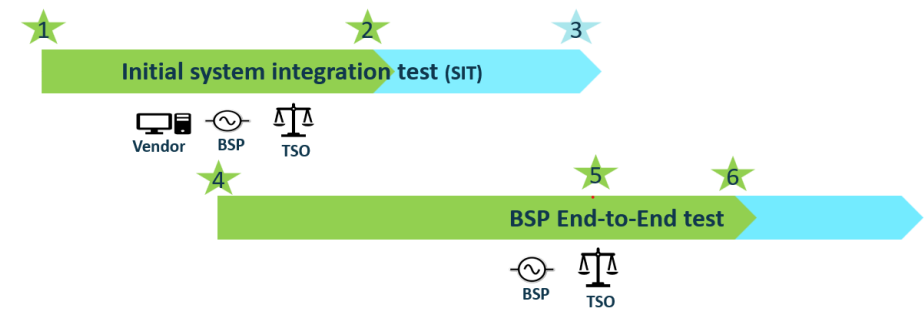 1
2
3
Initial system integration test (SIT)
Vendor
BSP
TSO
4
5
6
BSP End-to-End test
BSP
TSO